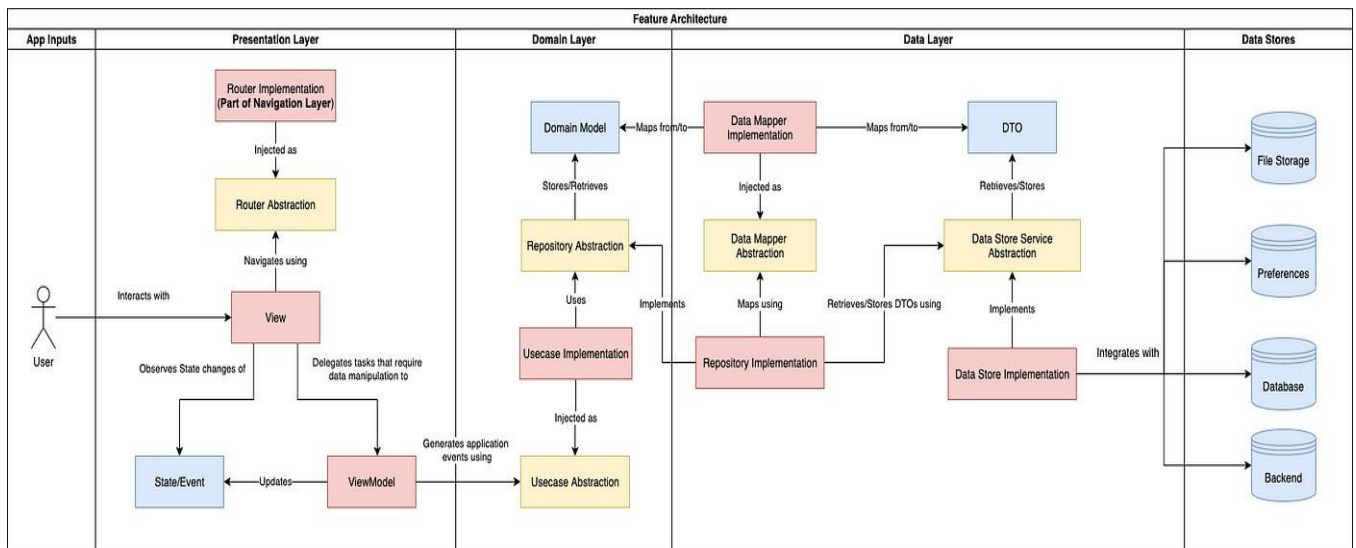 Feature Architecture
App Inputs
Presentation Layer
Domain Layer
Data Layer
Data Stores
Router Implementation
(Part of Navigation Layer)
Injected as
Router Abstraction
Navigates using
Interacts with
View
User
Observes State changes of
Delegates tasks that require
data manipulation to
State/Event
Updates
ViewModel
Generates application
events using
Domain Model
Stores/Retrieves
Repository Abstraction
Uses
Usecase Implementation
Injected as
Usecase Abstraction
Maps from/to
Data Mapper
Implementation
Maps from/to
DTO
Injected as
Retrieves/Stores
Data Mapper
Abstraction
Data Store Service
Abstraction
Implements
Maps using
Retrieves/Stores DTOs using
Implements
Repository Implementation
Data Store Implementation
Integrates with
File Storage
Preferences
Database
Backend